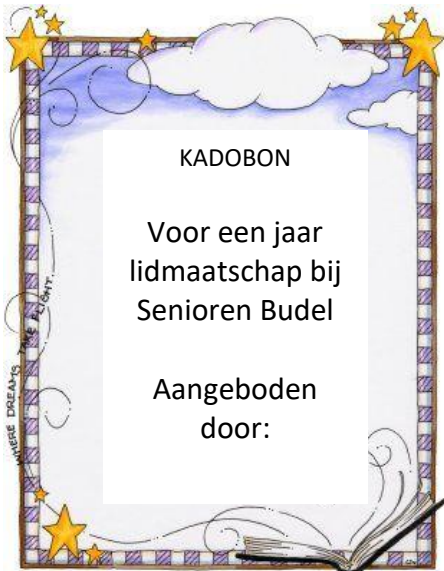 KADOBON
Voor een jaar
lidmaatschap bij
Senioren Budel
Aangeboden
door:
WHERE DREAMS TAKE FLIGHT.